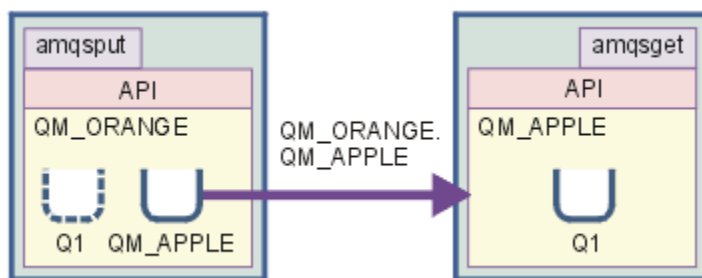 amqsput
API
QM_ORANGE
Q1 QM_APPLE
QM_ORANGE.
QM_APPLE
amqsget
API
QM_APPLE
Q1